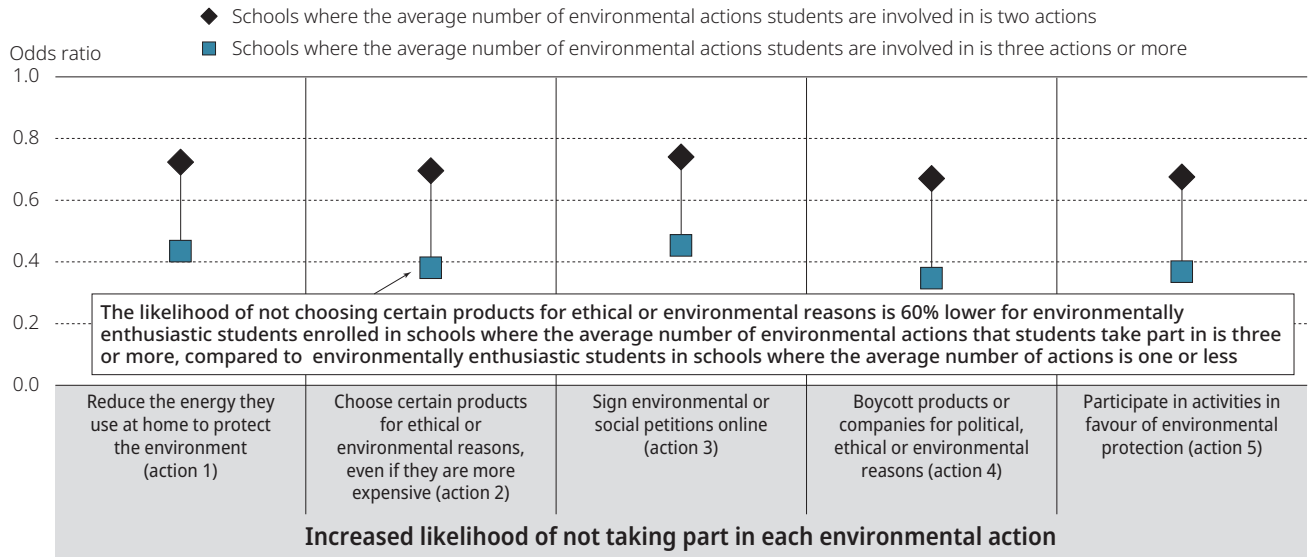 Schools where the average number of environmental actions students are involved in is two actions
Schools where the average number of environmental actions students are involved in is three actions or more
Odds ratio
1.0
0.8
0.6
0.4
0.2
0.0
The likelihood of not choosing certain products for ethical or environmental reasons is 60% lower for environmentally
enthusiastic students enrolled in schools where the average number of environmental actions that students take part in is three
or more, compared to environmentally enthusiastic students in schools where the average number of actions is one or less
Reduce the energy they
use at home to protect
the environment
(action 1)
Choose certain products
for ethical or
environmental reasons,
even if they are more
expensive (action 2)
Sign environmental or
social petitions online
(action 3)
Boycott products or
companies for political,
ethical or environmental
reasons (action 4)
Participate in activities in
favour of environmental
protection (action 5)
Increased likelihood of not taking part in each environmental action